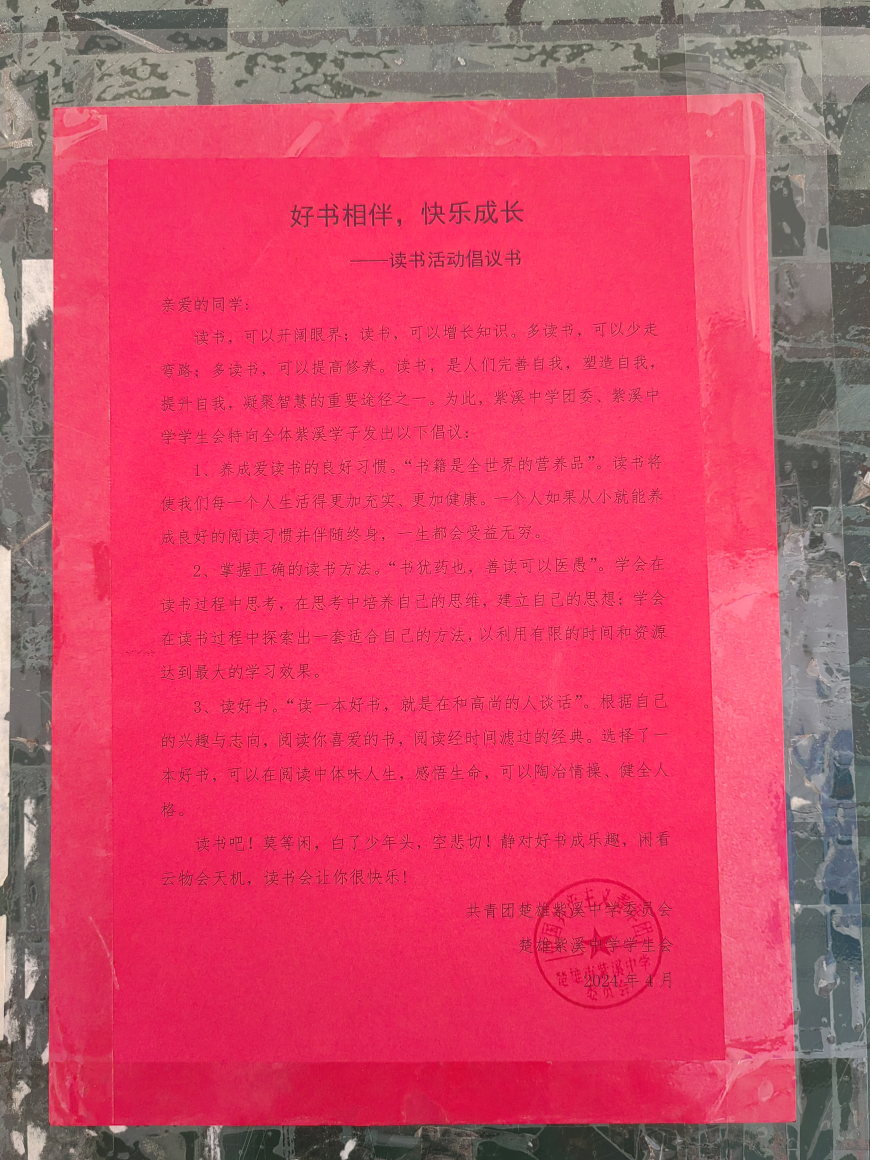 好书相伴，快乐成长
——读书活动倡议书
亲爱的同学：
读书，可以开阔眼界；读书，可以增长知识。多读书，可以少走
弯路；多读书，可以提高修养。读书，是人们完善自我，塑造自我，
提升自我，凝聚智慧的重要途径之一。为此，紫溪中学团委、紫溪中
学学生会特向全体紫溪学子发出以下倡议：
1、养成爱读书的良好习惯。“书籍是全世界的营养品”。读书将
使我们每一个人生活得更加充实、更加健康。一个人如果从小就能养
成良好的阅读习惯并伴随终身，一生都会受益无穷。
2、掌握正确的读书方法。“书犹药也，善读可以医愚”。学会在
读书过程中思考，在思考中培养自己的思维，建立自己的思想；学会
在读书过程中探索出一套适合自己的方法，以利用有限的时间和资源
达到最大的学习效果。
3、读好书。“读一本好书，就是在和高尚的人谈话”。根据自己
的兴趣与志向，阅读你喜爱的书，阅读经时间滤过的经典。选择了一
本好书，可以在阅读中体味人生，感悟生命，可以陶冶情操、健全人
格。
读书吧！莫等闲，白了少年头，空悲切！静对好书成乐趣，闲看
云物会天机，读书会让你很快乐！
共青团楚雄紫溪中学委员会
楚雄紫溪中学学生会
2024 年 4 月
楚雄市紫溪中学
委员会